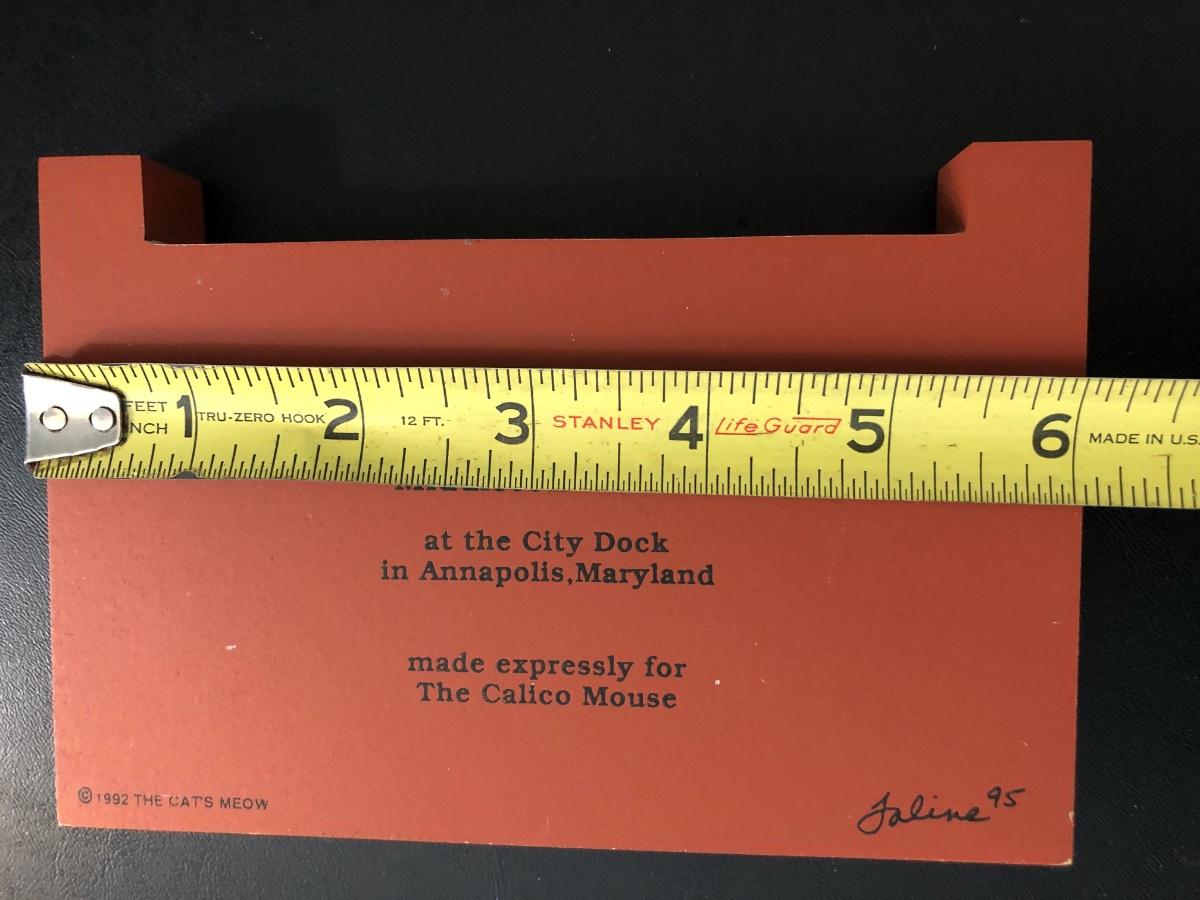 FEET 1 TRU-ZERO HOOK 2 12 FT. 3 STANLEY 4 LifeGuard 5 6 MADE IN U.S.
INCH
at the City Dock
in Annapolis,Maryland
made expressly for
The Calico Mouse
© 1992 THE CAT'S MEOW
Faline 95